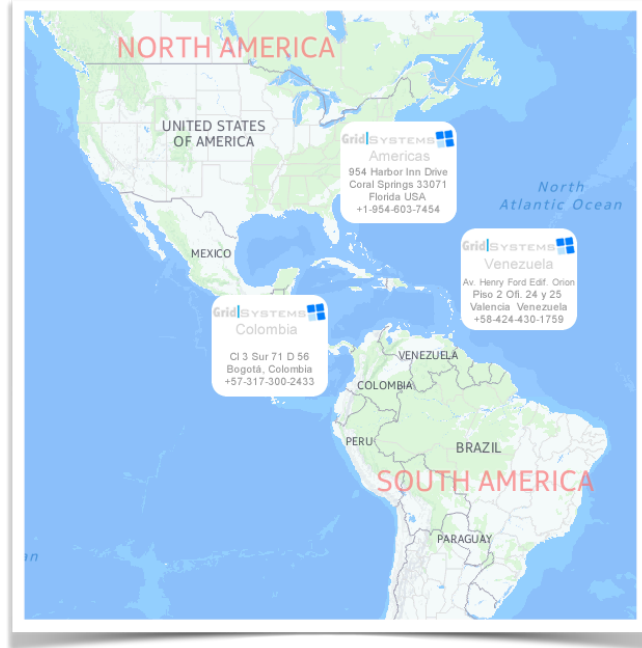 NORTH AMERICA
UNITED STATES
OF AMERICA
Grid SYSTEMS
Americas
954 Harbor Inn Drive
Coral Springs 33071
Florida USA
+1-954-603-7454
North
Atlantic Ocean
MEXICO
Grid SYSTEMS
Venezuela
Av. Henry Ford Edif. Orion
Piso 2 Ofi. 24 y 25
Valencia Venezuela
+58-424-430-1759
Grid SYSTEMS
Colombia
Cl 3 Sur 71 D 56
Bogotá, Colombia
+57-317-300-2433
VENEZUELA
COLOMBIA
PERU
BRAZIL
SOUTH AMERICA
PARAGUAY
an